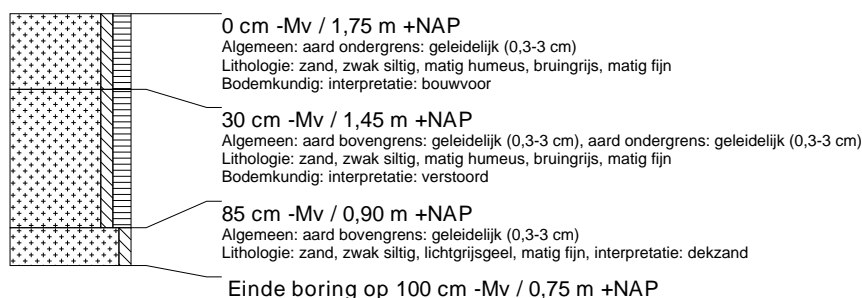 0 cm -Mv / 1,75 m +NAP
Algemeen: aard ondergrens: geleidelijk (0,3-3 cm)
Lithologie: zand, zwak siltig, matig humeus, bruingrijs, matig fijn
Bodemkundig: interpretatie: bouwvoor
30 cm -Mv / 1,45 m +NAP
Algemeen: aard bovengrens: geleidelijk (0,3-3 cm), aard ondergrens: geleidelijk (0,3-3 cm)
Lithologie: zand, zwak siltig, matig humeus, bruingrijs, matig fijn
Bodemkundig: interpretatie: verstoord
85 cm -Mv / 0,90 m +NAP
Algemeen: aard bovengrens: geleidelijk (0,3-3 cm)
Lithologie: zand, zwak siltig, lichtgrijsgeel, matig fijn, interpretatie: dekzand
Einde boring op 100 cm -Mv / 0,75 m +NAP